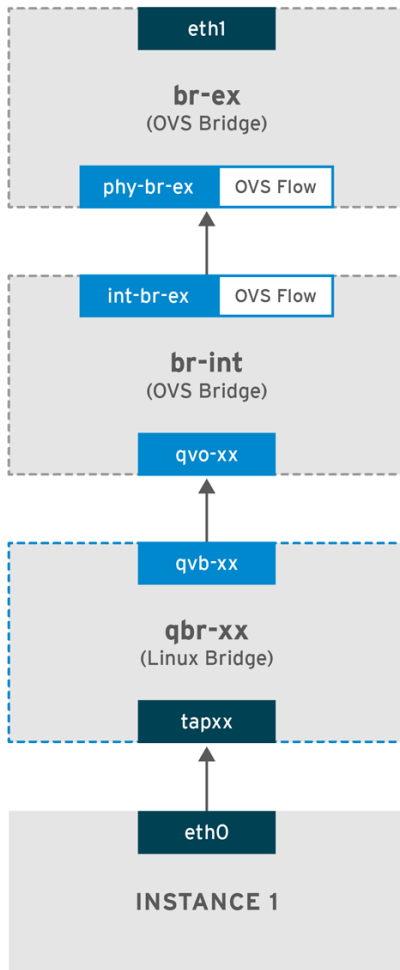 eth1
br-ex
(OVS Bridge)
phy-br-ex OVS Flow
int-br-ex OVS Flow
br-int
(OVS Bridge)
qvo-xx
qvb-xx
qbr-xx
(Linux Bridge)
tapxx
eth0
INSTANCE 1